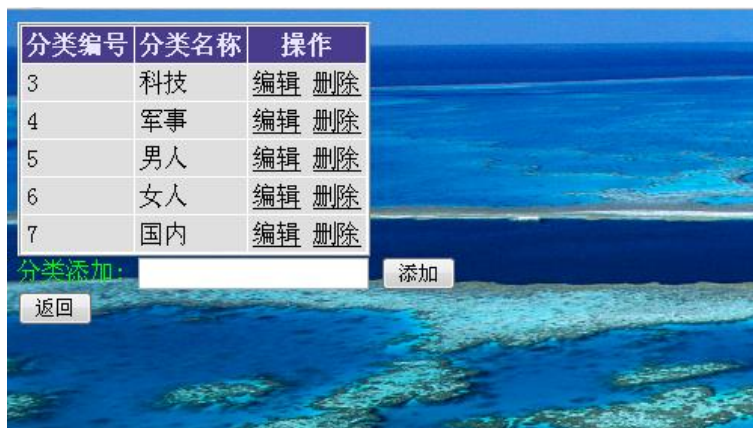 分类编号 分类名称 操作
3 科技 编辑 删除
4 军事 编辑 删除
5 男人 编辑 删除
6 女人 编辑 删除
7 国内 编辑 删除
分类添加: 添加
返回